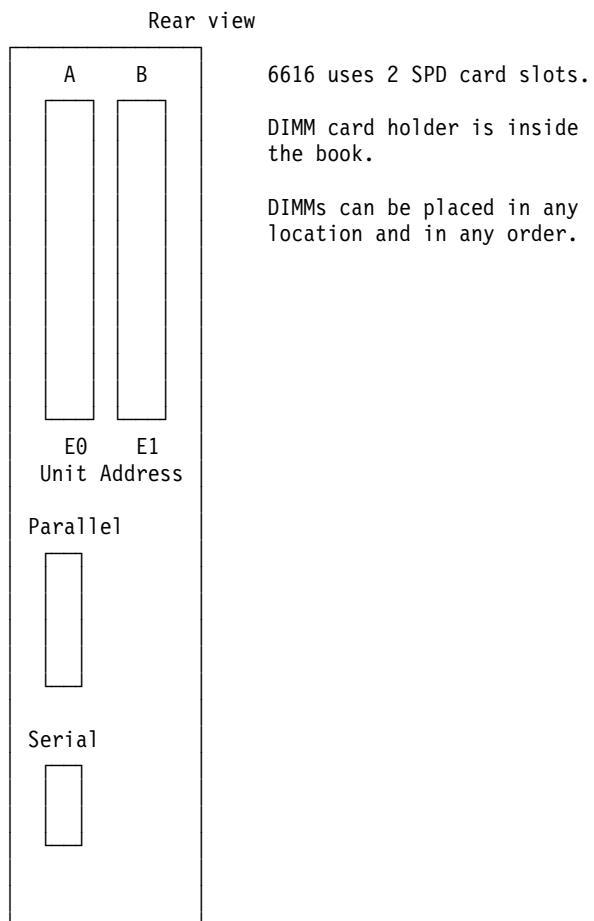 Rear view
A B
6616 uses 2 SPD card slots.
DIMM card holder is inside
the book.
DIMMs can be placed in any
location and in any order.
E0 E1
Unit Address
Parallel
Serial